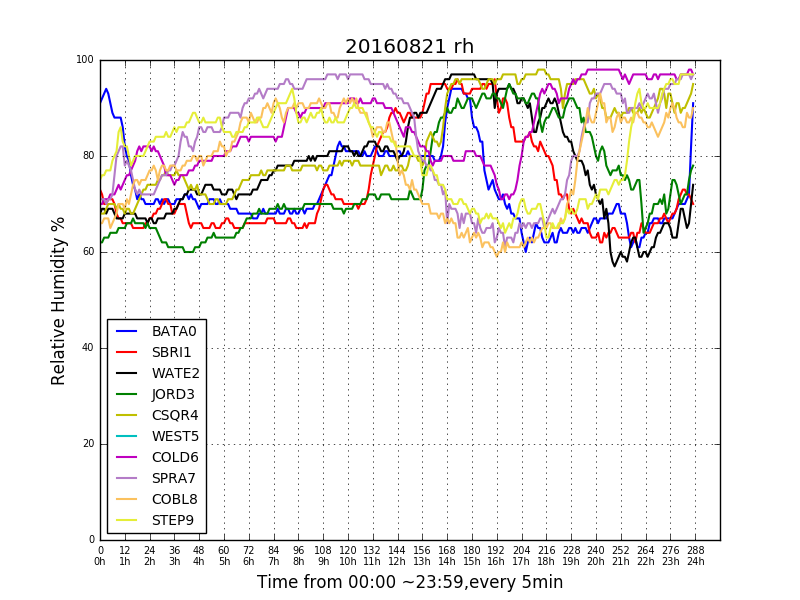 20160821 rh
Relative Humidity %
100
80
60
40
20
0
BATA0
SBRI1
WATE2
JORD3
CSQR4
WEST5
COLD6
SPRA7
COBL8
STEP9
0 12 24 36 48 60 72 84 96 108 120 132 144 156 168 180 192 204 216 228 240 252 264 276 288
0h 1h 2h 3h 4h 5h 6h 7h 8h 9h 10h 11h 12h 13h 14h 15h 16h 17h 18h 19h 20h 21h 22h 23h 24h
Time from 00:00 ~23:59,every 5min